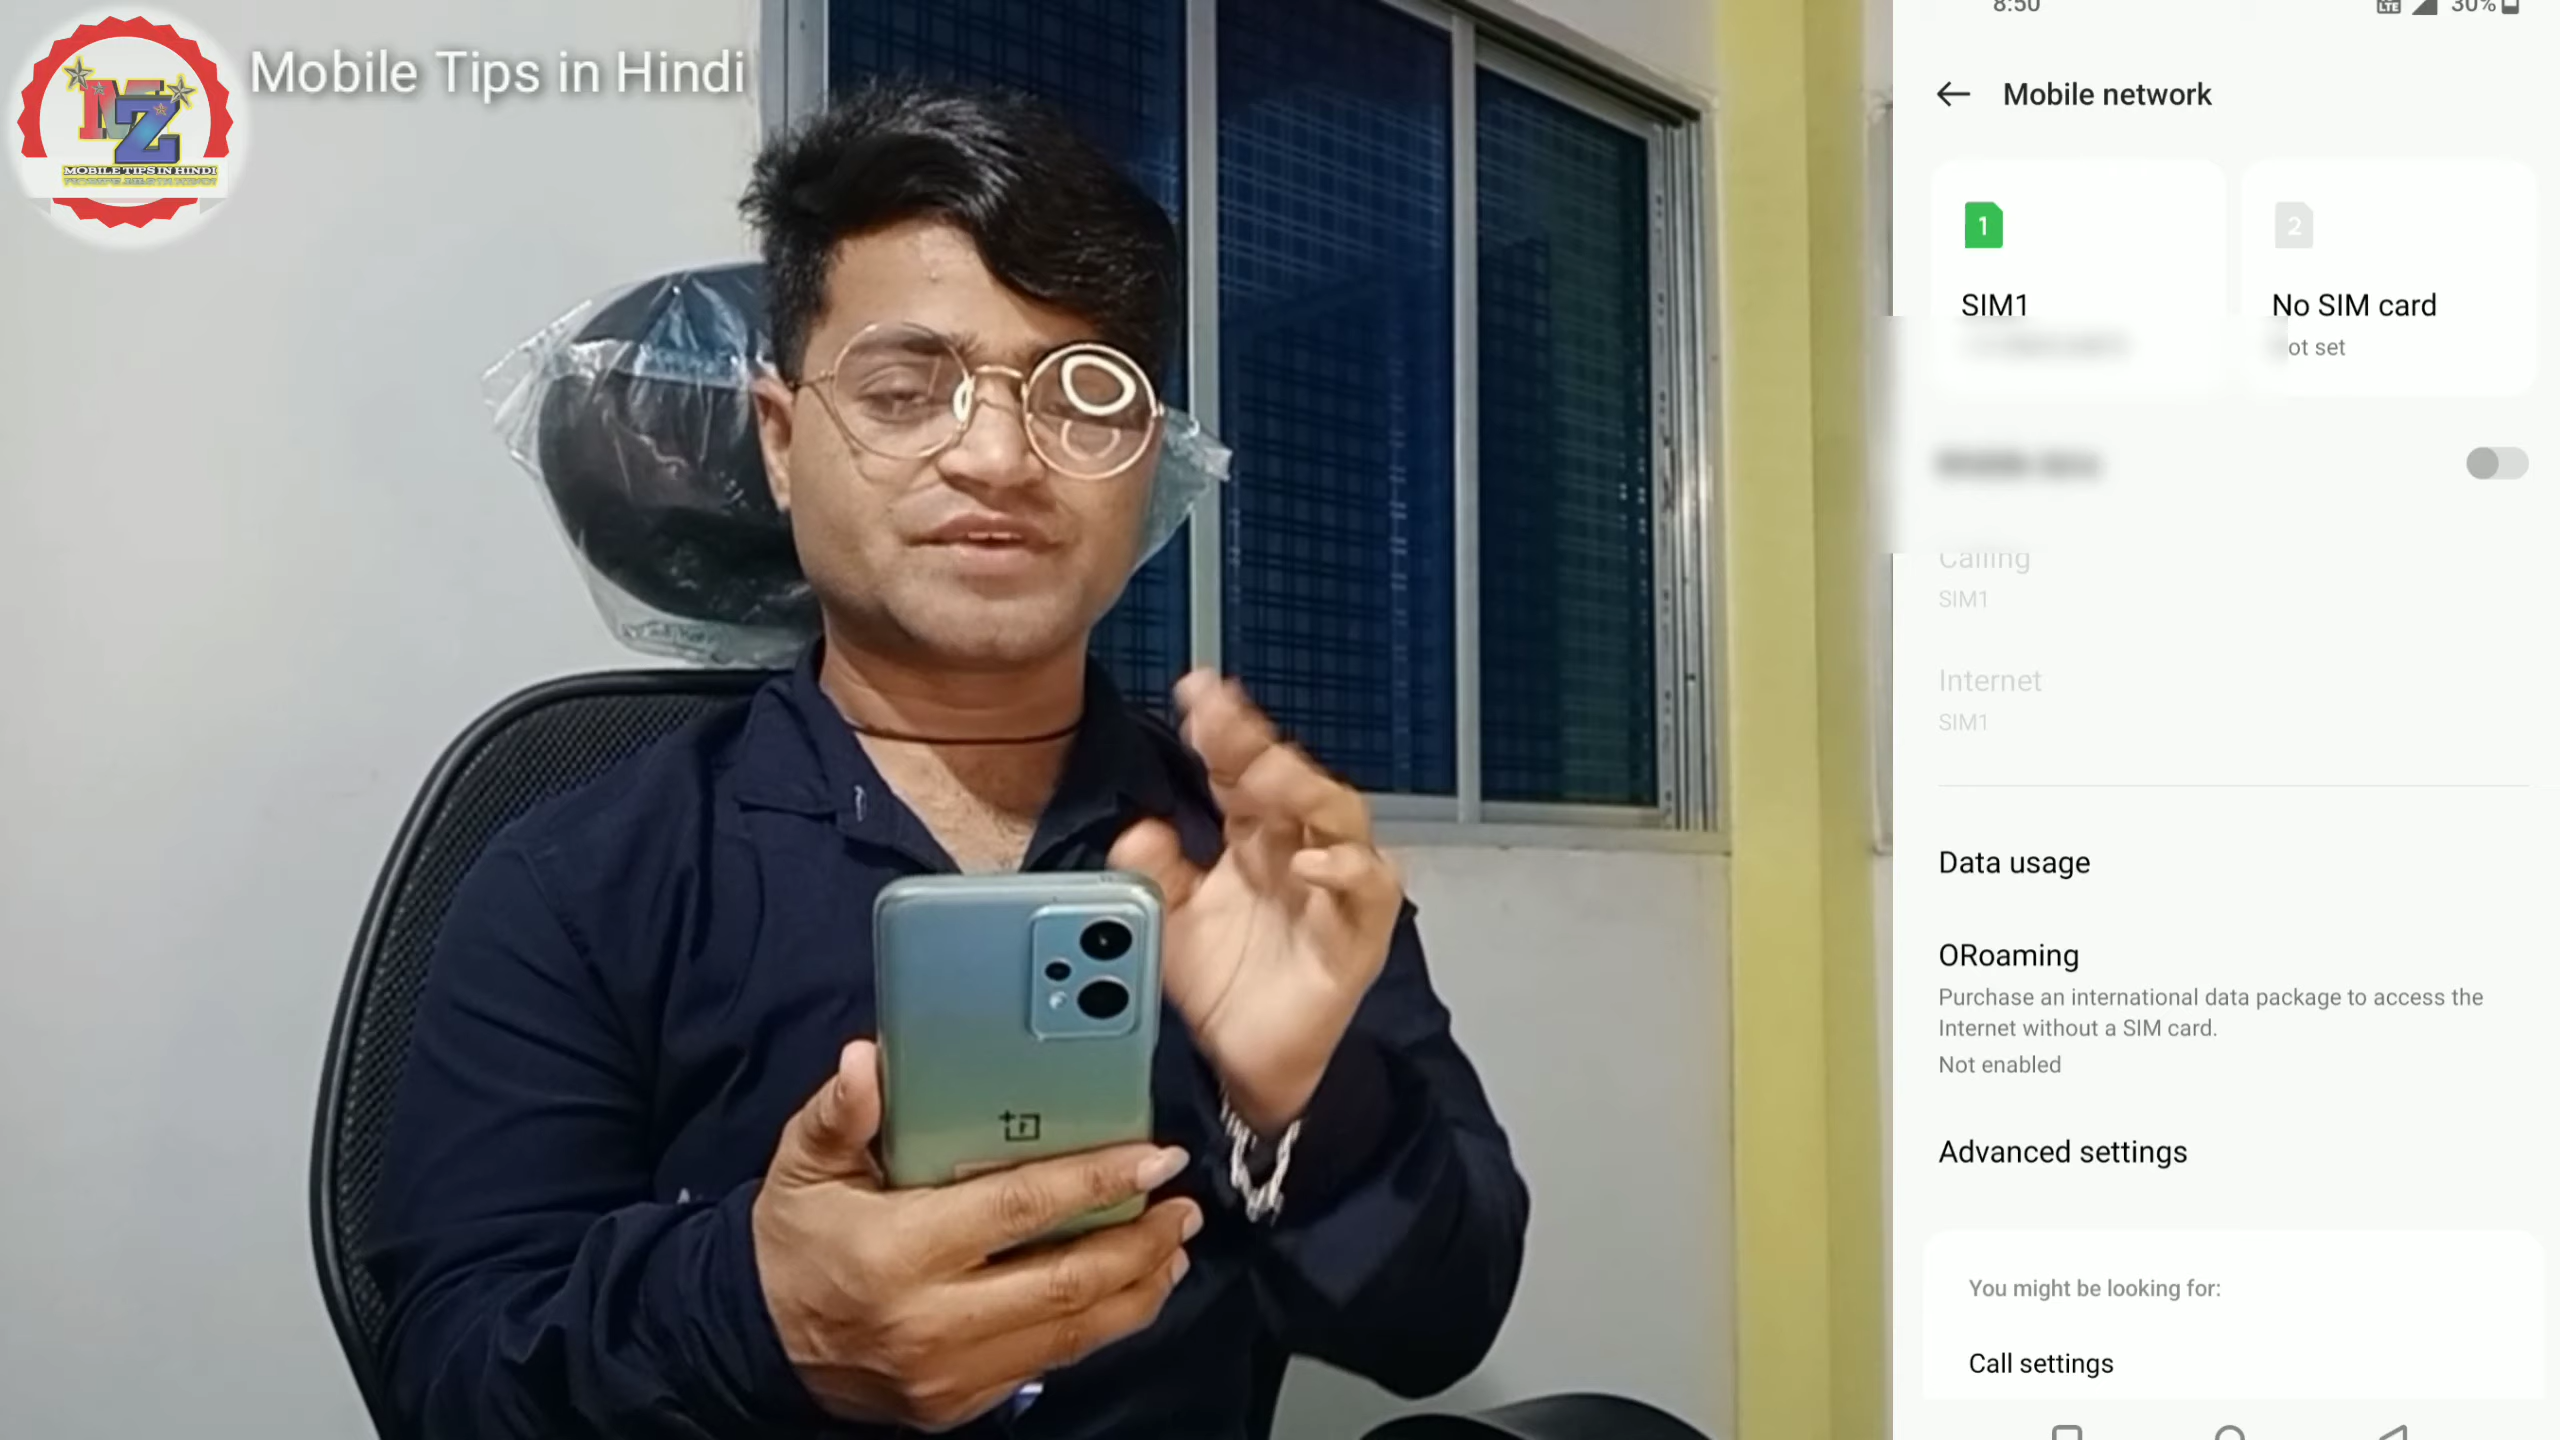 Mobile Tips in Hindi
MZ
MOBILE TIPS IN HINDI
8:50
LTE
30%
Mobile network
1
2
SIM1
No SIM card
ot set
Calling
SIM1
Internet
SIM1
Data usage
ORoaming
Purchase an international data package to access the
Internet without a SIM card.
Not enabled
Advanced settings
You might be looking for:
Call settings